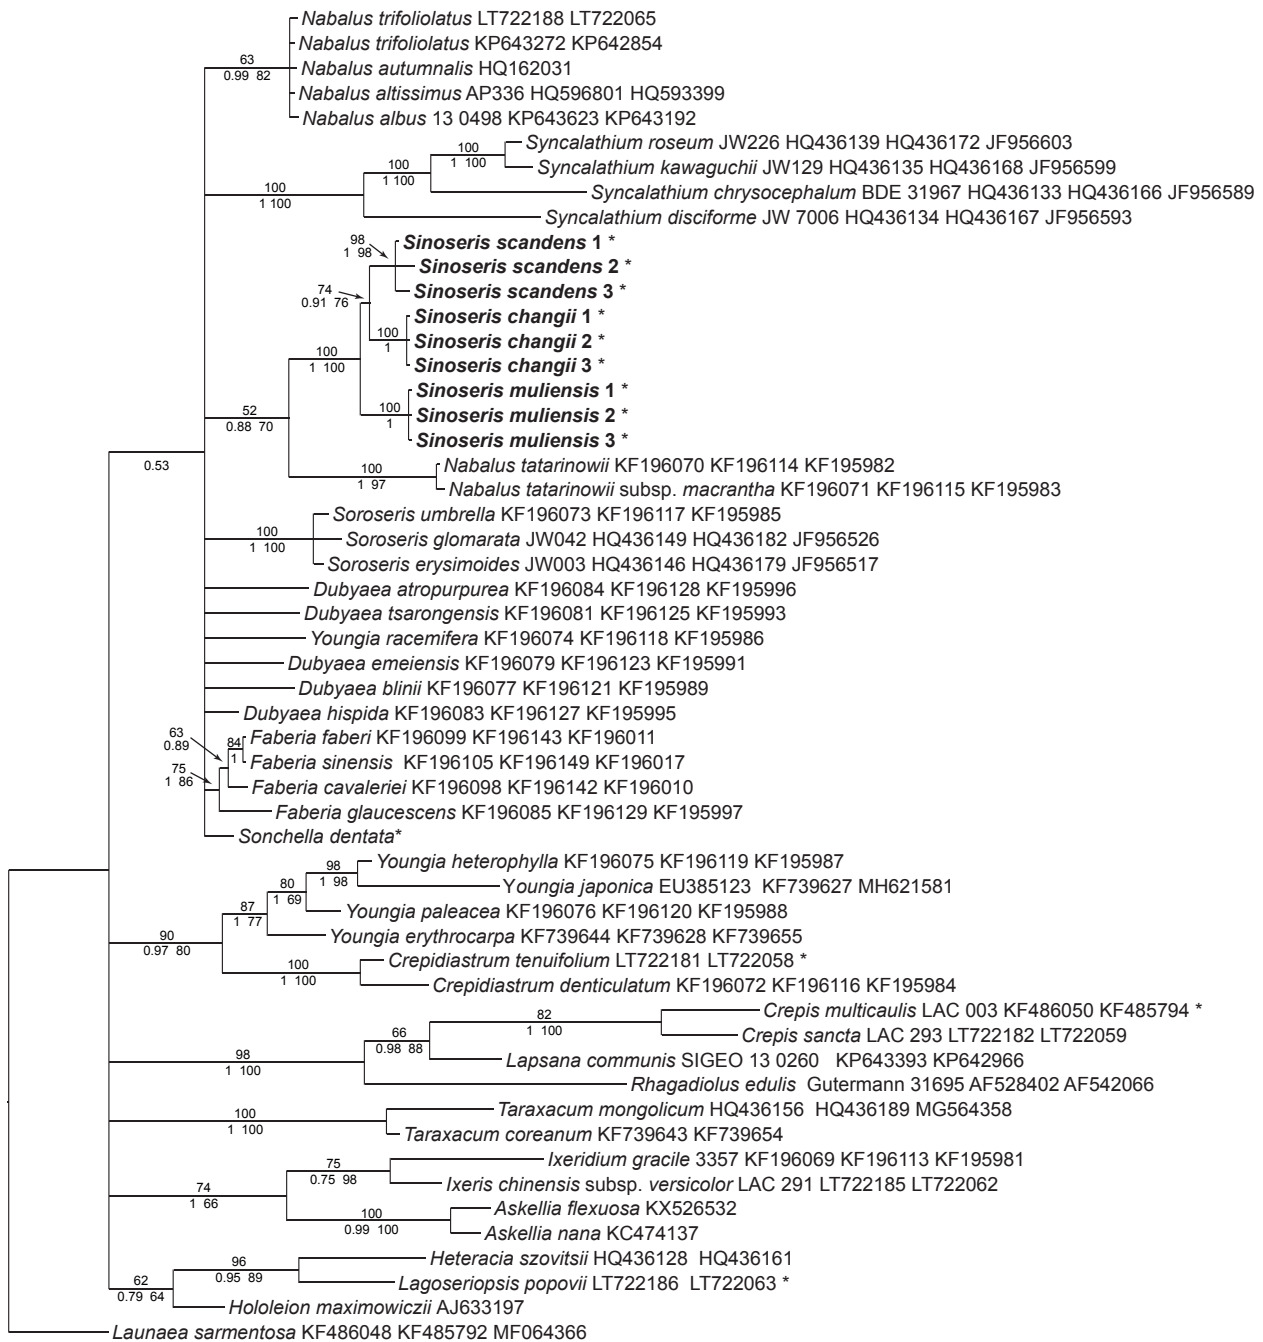 Nabalus trifoliolatus LT722188 LT722065
Nabalus trifoliolatus KP643272 KP642854
63
0.99 82
Nabalus autumnalis HQ162031
Nabalus altissimus AP336 HQ596801 HQ593399
Nabalus albus 13 0498 KP643623 KP643192
Syncalathium roseum JW226 HQ436139 HQ436172 JF956603
100
1 100
Syncalathium kawaguchii JW129 HQ436135 HQ436168 JF956599
100
1 100
Syncalathium chrysocephalum BDE 31967 HQ436133 HQ436166 JF956589
100
1 100
Syncalathium disciforme JW 7006 HQ436134 HQ436167 JF956593
98
1 98
Sinoseris scandens 1 *
Sinoseris scandens 2 *
74
0.91 76
Sinoseris scandens 3 *
Sinoseris changii 1 *
100
1
Sinoseris changii 2 *
100
1 100
Sinoseris changii 3 *
Sinoseris muliensis 1 *
100
1
Sinoseris muliensis 2 *
52
0.88 70
Sinoseris muliensis 3 *
0.53
Nabalus tatarinowii KF196070 KF196114 KF195982
100
1 97
Nabalus tatarinowii subsp. macrantha KF196071 KF196115 KF195983
Soroseris umbrella KF196073 KF196117 KF195985
100
1 100
Soroseris glomarata JW042 HQ436149 HQ436182 JF956526
Soroseris erysimoides JW003 HQ436146 HQ436179 JF956517
Dubyaea atropurpurea KF196084 KF196128 KF195996
Dubyaea tsarongensis KF196081 KF196125 KF195993
Youngia racemifera KF196074 KF196118 KF195986
Dubyaea emeiensis KF196079 KF196123 KF195991
Dubyaea blinii KF196077 KF196121 KF195989
Dubyaea hispida KF196083 KF196127 KF195995
63
0.89
84
1
Faberia faberi KF196099 KF196143 KF196011
Faberia sinensis KF196105 KF196149 KF196017
75
1 86
Faberia cavaleriei KF196098 KF196142 KF196010
Faberia glaucescens KF196085 KF196129 KF195997
Sonchella dentata*
Youngia heterophylla KF196075 KF196119 KF195987
98
1 98
Youngia japonica EU385123 KF739627 MH621581
80
1 69
Youngia paleacea KF196076 KF196120 KF195988
87
1 77
Youngia erythrocarpa KF739644 KF739628 KF739655
90
0.97 80
Crepidiastrum tenuifolium LT722181 LT722058 *
100
1 100
Crepidiastrum denticulatum KF196072 KF196116 KF195984
Crepis multicaulis LAC 003 KF486050 KF485794 *
82
1 100
Crepis sancta LAC 293 LT722182 LT722059
66
0.98 88
Lapsana communis SIGEO 13 0260 KP643393 KP642966
98
1 100
Rhagadiolus edulis Gutermann 31695 AF528402 AF542066
Taraxacum mongolicum HQ436156 HQ436189 MG564358
100
1 100
Taraxacum coreanum KF739643 KF739654
Ixeridium gracile 3357 KF196069 KF196113 KF195981
75
0.75 98
Ixeris chinensis subsp. versicolor LAC 291 LT722185 LT722062
74
1 66
Askellia flexuosa KX526532
100
0.99 100
Askellia nana KC474137
Heteracia szovitsii HQ436128 HQ436161
96
0.95 89
Lagoseriopsis popovii LT722186 LT722063 *
62
0.79 64
Hololeion maximowiczii AJ633197
Launaea sarmentosa KF486048 KF485792 MF064366